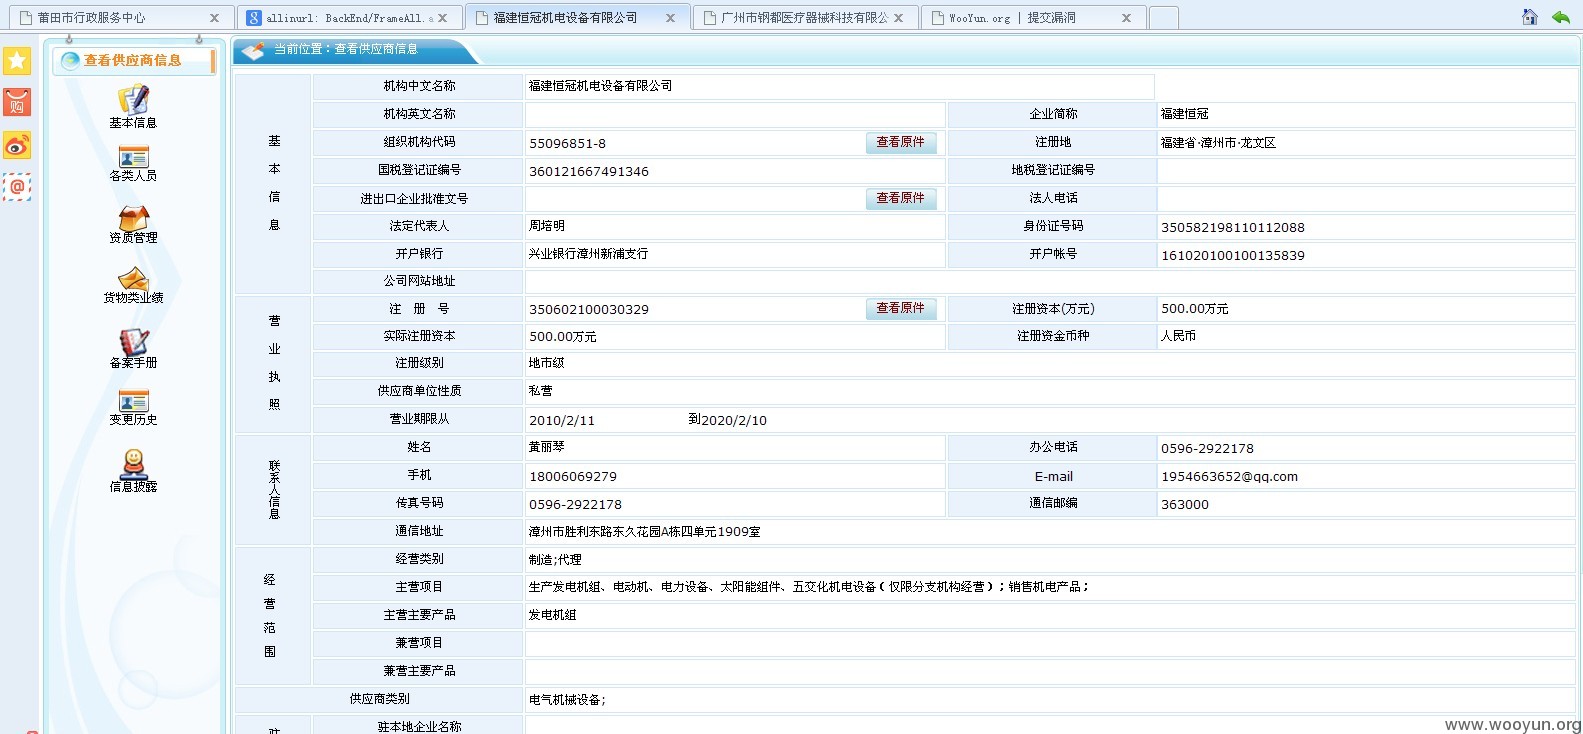 莆田市行政服务中心
allinurl: BackEnd/FrameAll.a
福建恒冠机电设备有限公司
广州市钢都医疗器械科技有限公
WooYun.org | 提交漏洞
查看供应商信息
当前位置：查看供应商信息
购
@
基本信息
各类人员
资质管理
货物类业绩
备案手册
变更历史
信息披露
基本信息
机构中文名称 福建恒冠机电设备有限公司
机构英文名称 企业简称 福建恒冠
组织机构代码 55096851-8 查看原件 注册地 福建省·漳州市·龙文区
国税登记证编号 360121667491346 地税登记证编号
进出口企业批准文号 查看原件 法人电话
法定代表人 周培明 身份证号码 350582198110112088
开户银行 兴业银行漳州新浦支行 开户帐号 161020100100135839
公司网站地址
营业执照
注 册 号 350602100030329 查看原件 注册资本(万元) 500.00万元
实际注册资本 500.00万元 注册资金币种 人民币
注册级别 地市级
供应商单位性质 私营
营业期限从 2010/2/11 到2020/2/10
联系人信息
姓名 黄丽琴 办公电话 0596-2922178
手机 18006069279 E-mail 1954663652@qq.com
传真号码 0596-2922178 通信邮编 363000
通信地址 漳州市胜利东路东久花园A栋四单元1909室
经营范围
经营类别 制造;代理
主营项目 生产发电机组、电动机、电力设备、太阳能组件、五交化机电设备（仅限分支机构经营）；销售机电产品；
主营主要产品 发电机组
兼营项目
兼营主要产品
供应商类别 电气机械设备;
驻本地企业名称
www.wooyun.org